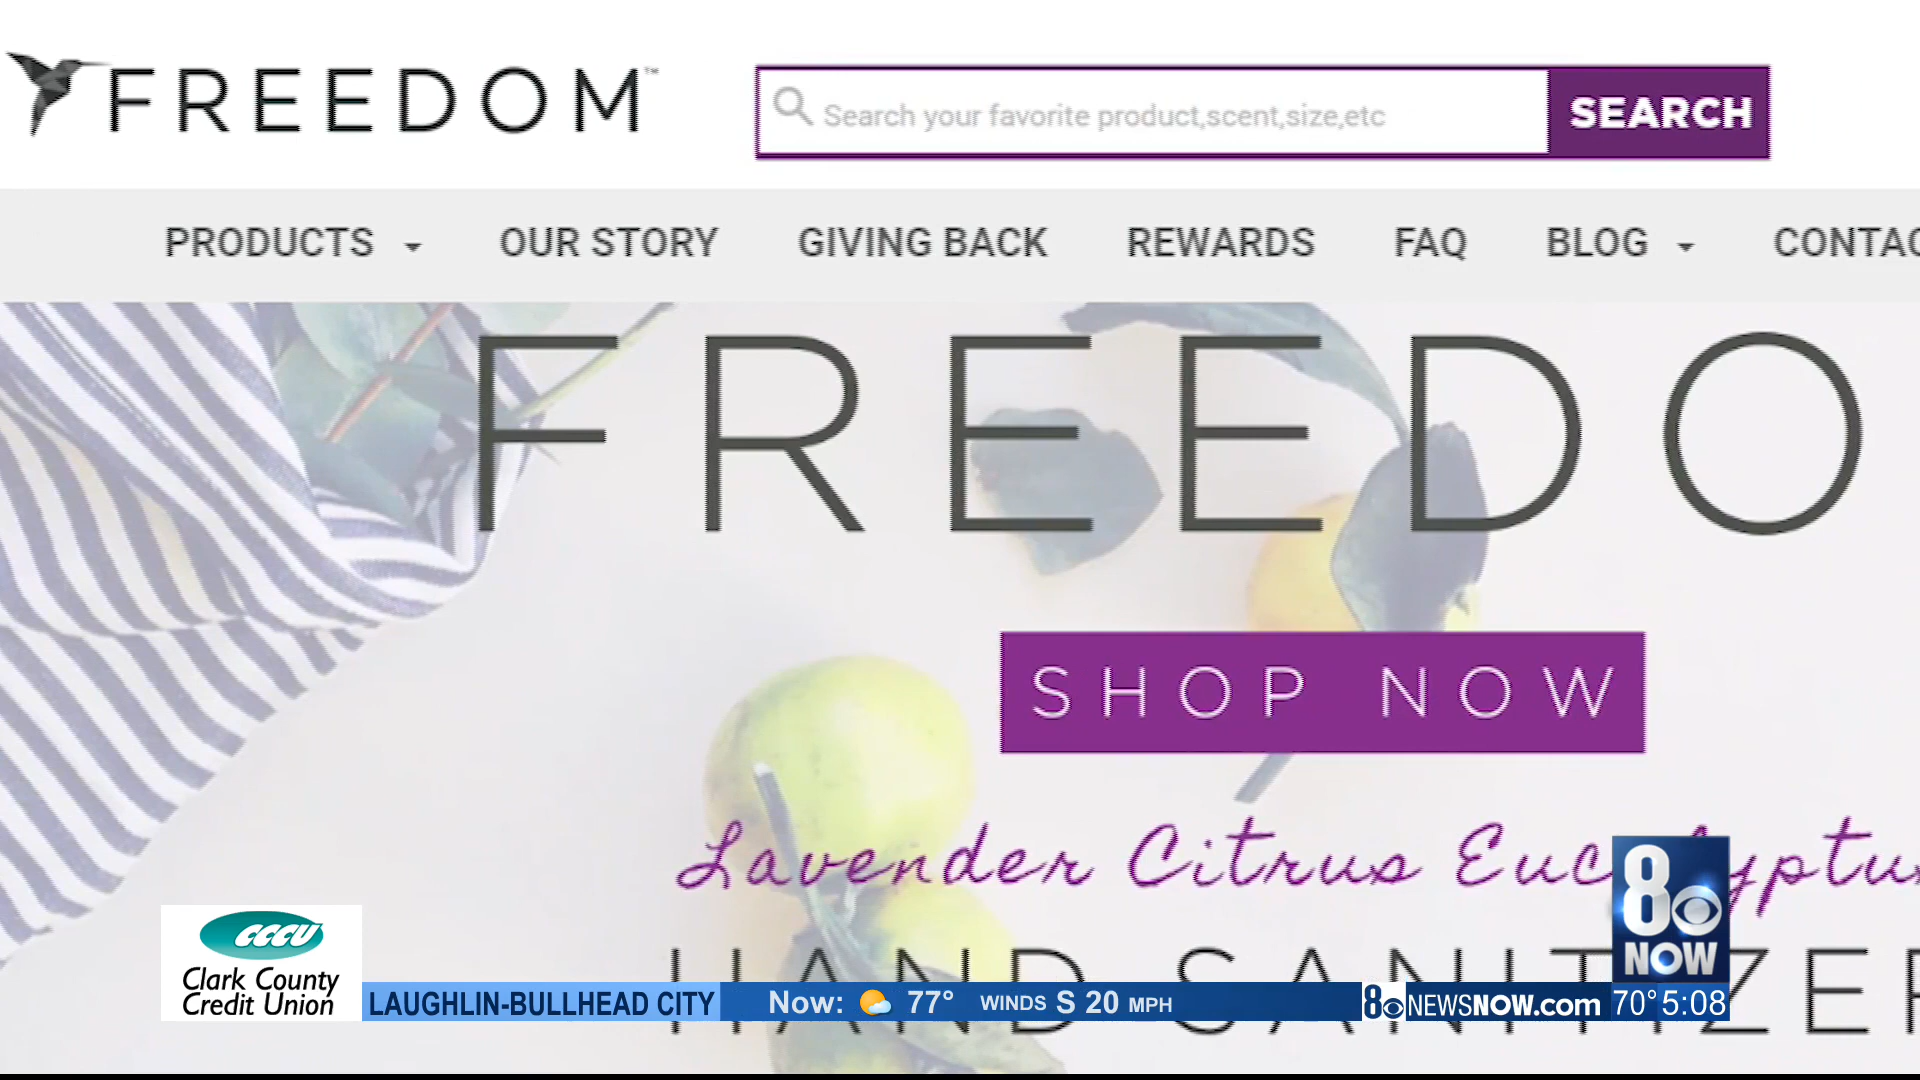 FREEDOM™
Search your favorite product,scent,size,etc
SEARCH
PRODUCTS
OUR STORY
GIVING BACK
REWARDS
FAQ
BLOG
CONTAC
FREEDO
SHOP NOW
Lavender Citrus Euc yptus
HAND SANITIZER
CCCU
Clark County
Credit Union
LAUGHLIN-BULLHEAD CITY
Now: 77° WINDS S 20 MPH
8 NEWSNOW.com
8
NOW
70° 5:08